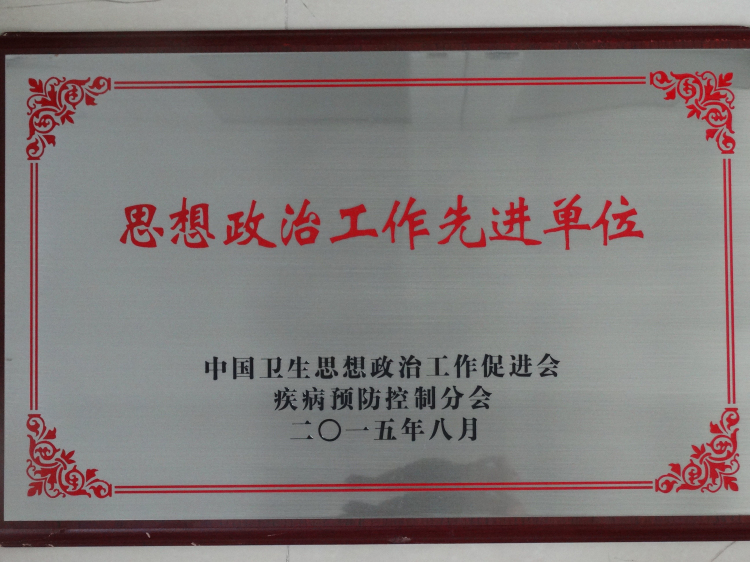 思想政治工作先进单位
中国卫生思想政治工作促进会
疾病预防控制分会
二〇一五年八月